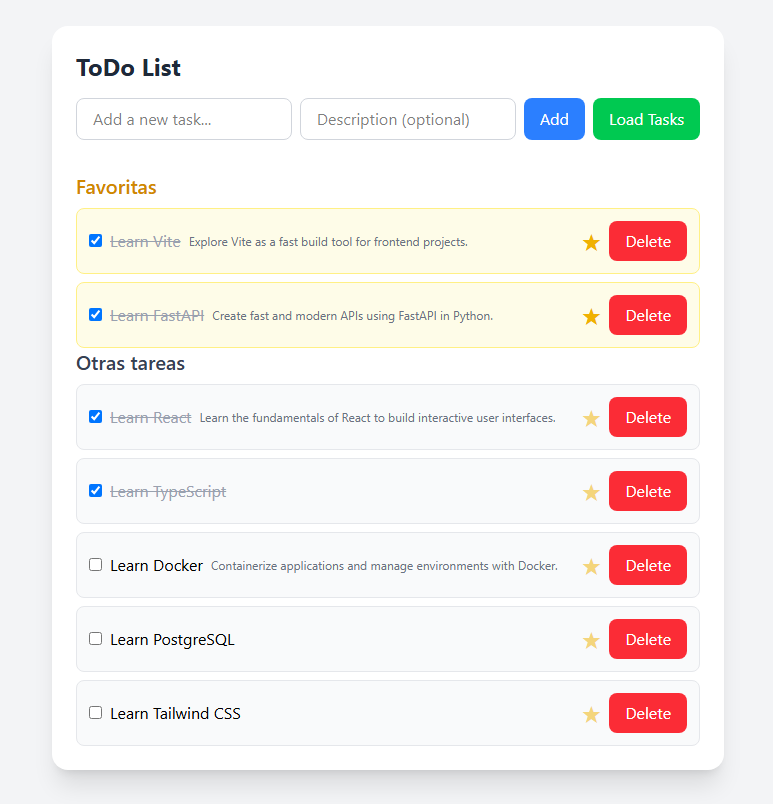 ToDo List
Add a new task... Description (optional) Add Load Tasks
Favoritas
Learn Vite Explore Vite as a fast build tool for frontend projects. ★ Delete
Learn FastAPI Create fast and modern APIs using FastAPI in Python. ★ Delete
Otras tareas
Learn React Learn the fundamentals of React to build interactive user interfaces. ★ Delete
Learn TypeScript ★ Delete
Learn Docker Containerize applications and manage environments with Docker. ★ Delete
Learn PostgreSQL ★ Delete
Learn Tailwind CSS ★ Delete